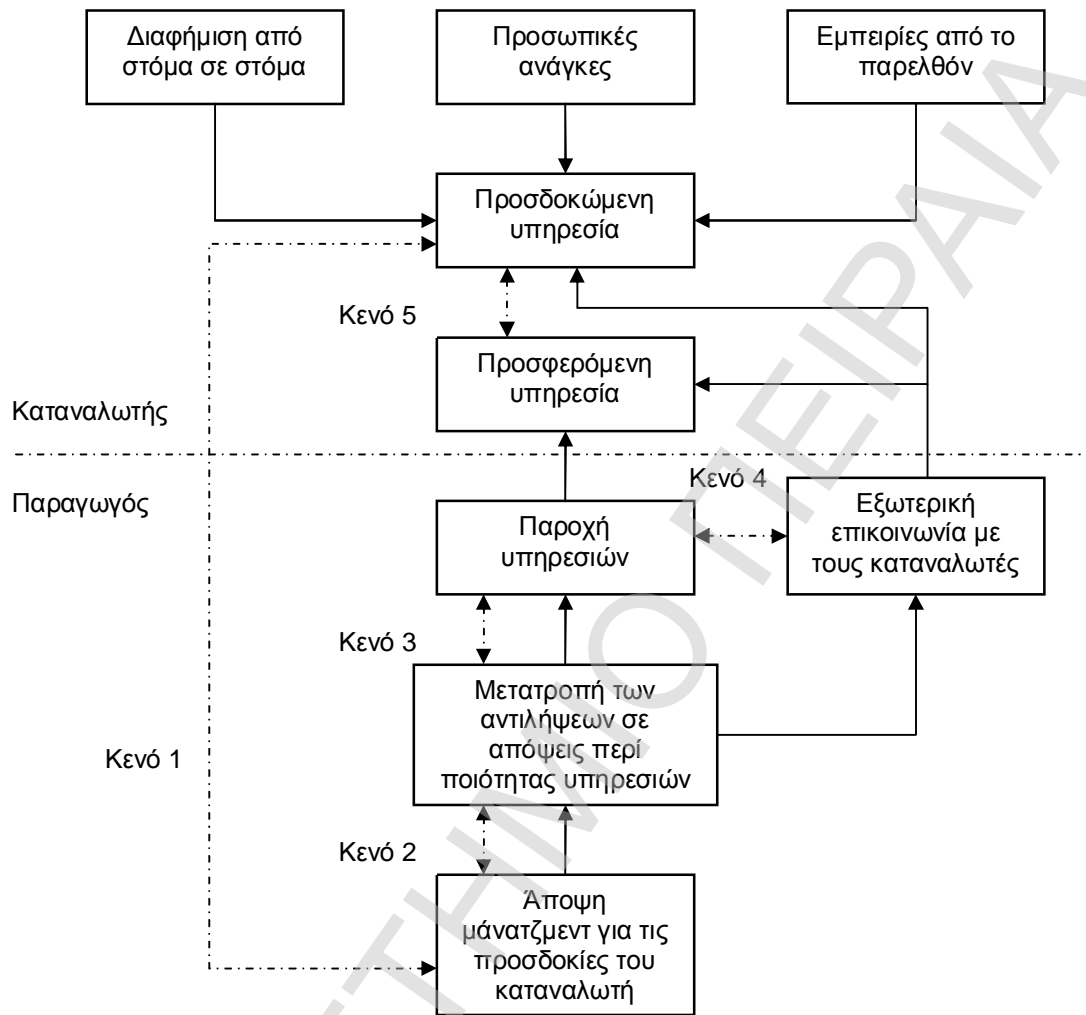 Διαφήμιση από
στόμα σε στόμα
Προσωπικές
ανάγκες
Εμπειρίες από το
παρελθόν
Προσδοκώμενη
υπηρεσία
Κενό 5
Προσφερόμενη
υπηρεσία
Καταναλωτής
Παραγωγός
Κενό 4
Παροχή
υπηρεσιών
Εξωτερική
επικοινωνία με
τους καταναλωτές
Κενό 3
Μετατροπή των
αντιλήψεων σε
απόψεις περί
ποιότητας υπηρεσιών
Κενό 1
Κενό 2
Άποψη
μάνατζμεντ για τις
προσδοκίες του
καταναλωτή
ΣΤΗΜΙΟ ΠΕΙΡΑΙΑ